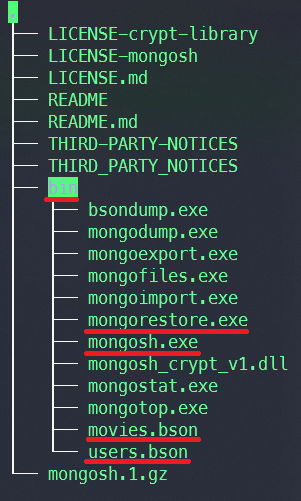 .
LICENSE-crypt-library
LICENSE-mongosh
LICENSE.md
README
README.md
THIRD-PARTY-NOTICES
THIRD_PARTY_NOTICES
bin
bsondump.exe
mongodump.exe
mongoexport.exe
mongofiles.exe
mongoimport.exe
mongorestore.exe
mongosh.exe
mongosh_crypt_v1.dll
mongostat.exe
mongotop.exe
movies.bson
users.bson
mongosh.1.gz